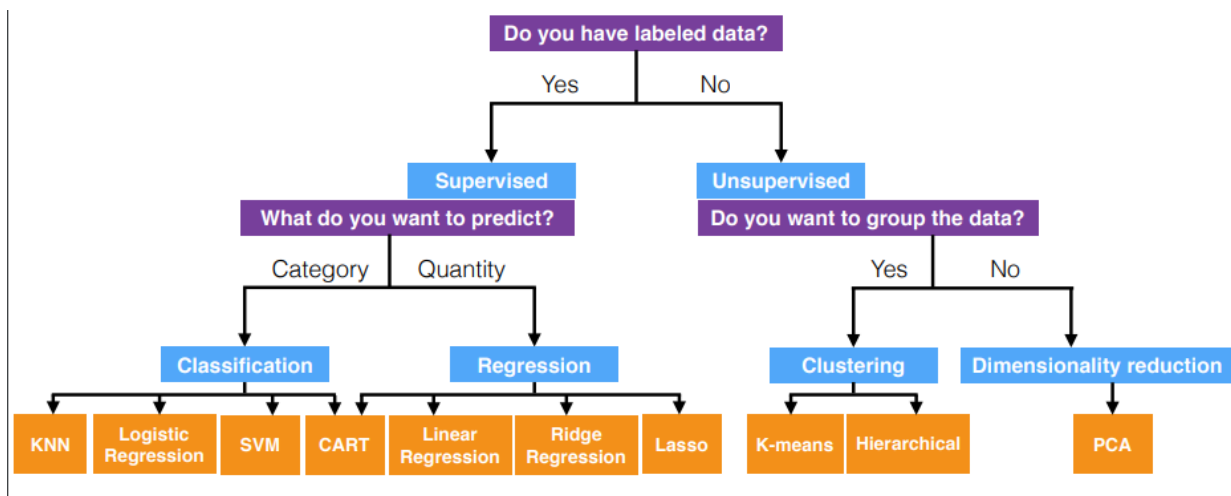 Do you have labeled data?
Yes
No
Supervised
Unsupervised
What do you want to predict?
Do you want to group the data?
Category
Quantity
Yes
No
Classification
Regression
Clustering
Dimensionality reduction
KNN
Logistic
Regression
SVM
CART
Linear
Regression
Ridge
Regression
Lasso
K-means
Hierarchical
PCA